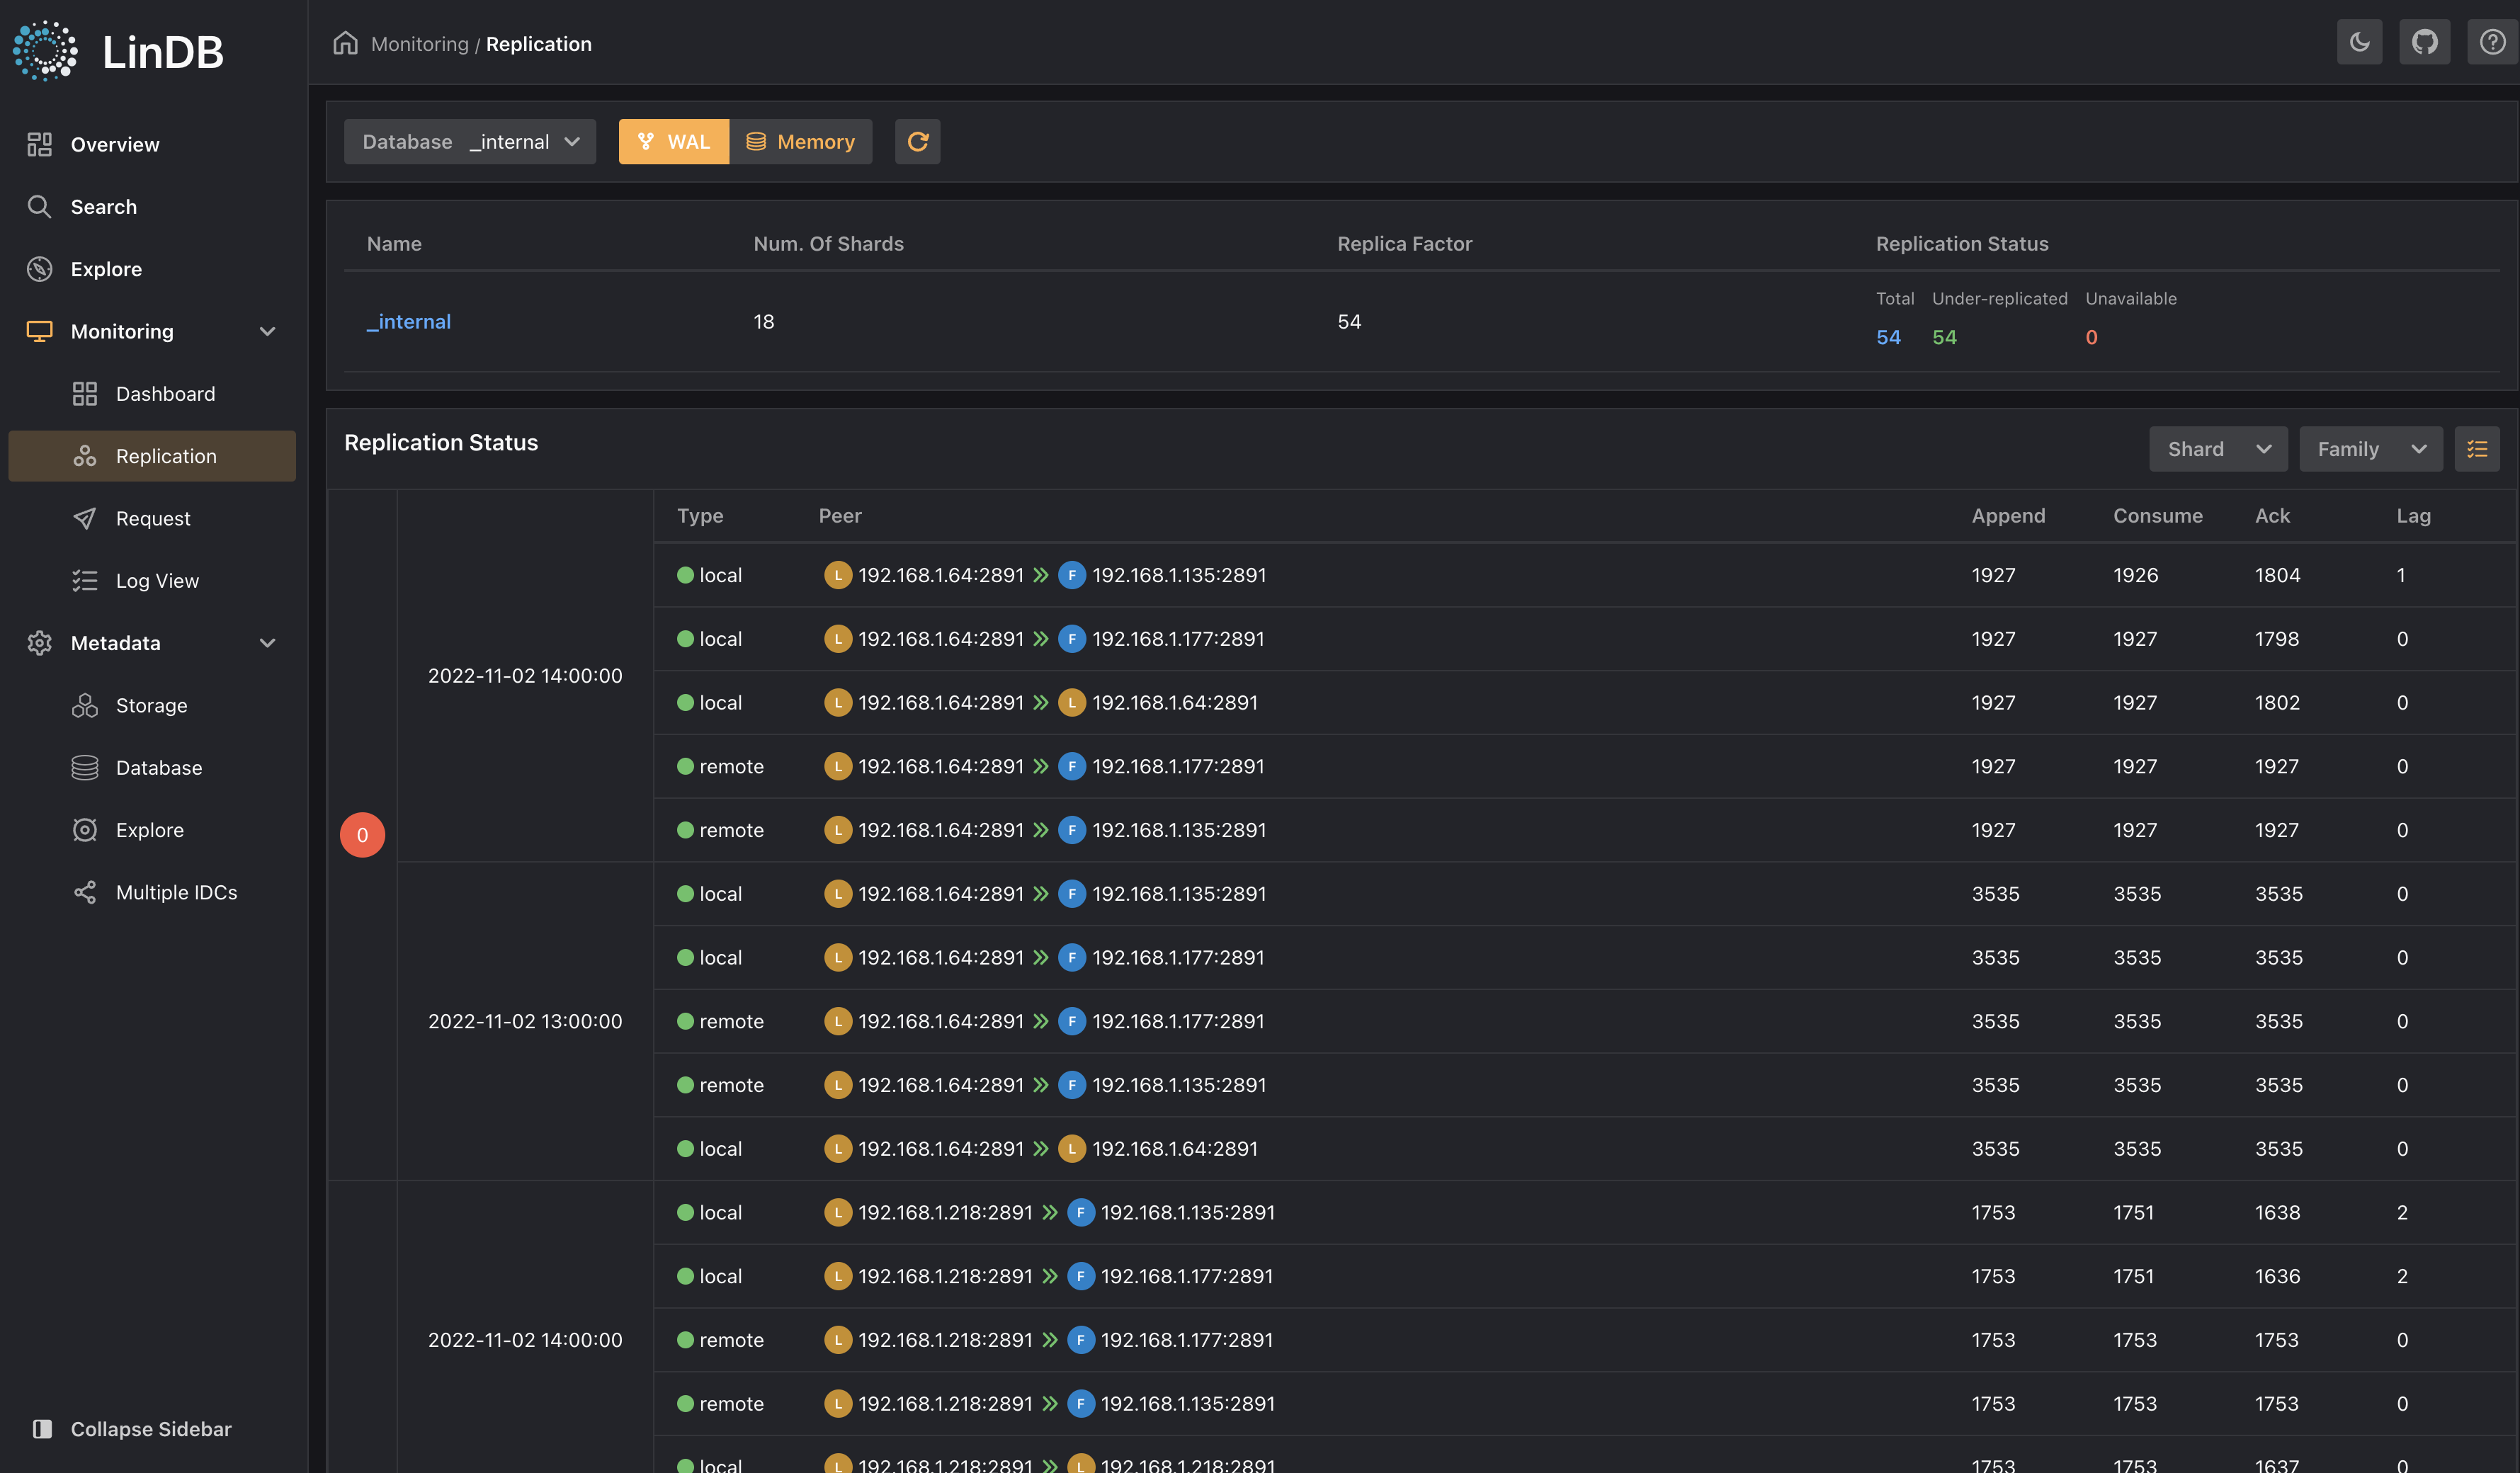 LinDB
Overview
Search
Explore
Monitoring
Dashboard
Replication
Request
Log View
Metadata
Storage
Database
Explore
Multiple IDCs
Collapse Sidebar
Monitoring / Replication
Database _internal WAL Memory
Name Num. Of Shards Replica Factor Replication Status
_internal 18 54
Total Under-replicated Unavailable
54 54 0
Replication Status
Shard Family
Type Peer Append Consume Ack Lag
0
2022-11-02 14:00:00
local L 192.168.1.64:2891 F 192.168.1.135:2891 1927 1926 1804 1
local L 192.168.1.64:2891 F 192.168.1.177:2891 1927 1927 1798 0
local L 192.168.1.64:2891 L 192.168.1.64:2891 1927 1927 1802 0
remote L 192.168.1.64:2891 F 192.168.1.177:2891 1927 1927 1927 0
remote L 192.168.1.64:2891 F 192.168.1.135:2891 1927 1927 1927 0
2022-11-02 13:00:00
local L 192.168.1.64:2891 F 192.168.1.135:2891 3535 3535 3535 0
local L 192.168.1.64:2891 F 192.168.1.177:2891 3535 3535 3535 0
remote L 192.168.1.64:2891 F 192.168.1.177:2891 3535 3535 3535 0
remote L 192.168.1.64:2891 F 192.168.1.135:2891 3535 3535 3535 0
local L 192.168.1.64:2891 L 192.168.1.64:2891 3535 3535 3535 0
2022-11-02 14:00:00
local L 192.168.1.218:2891 F 192.168.1.135:2891 1753 1751 1638 2
local L 192.168.1.218:2891 F 192.168.1.177:2891 1753 1751 1636 2
remote L 192.168.1.218:2891 F 192.168.1.177:2891 1753 1753 1753 0
remote L 192.168.1.218:2891 F 192.168.1.135:2891 1753 1753 1753 0
local L 192.168.1.218:2891 L 192.168.1.218:2891 1753 1753 1637 0